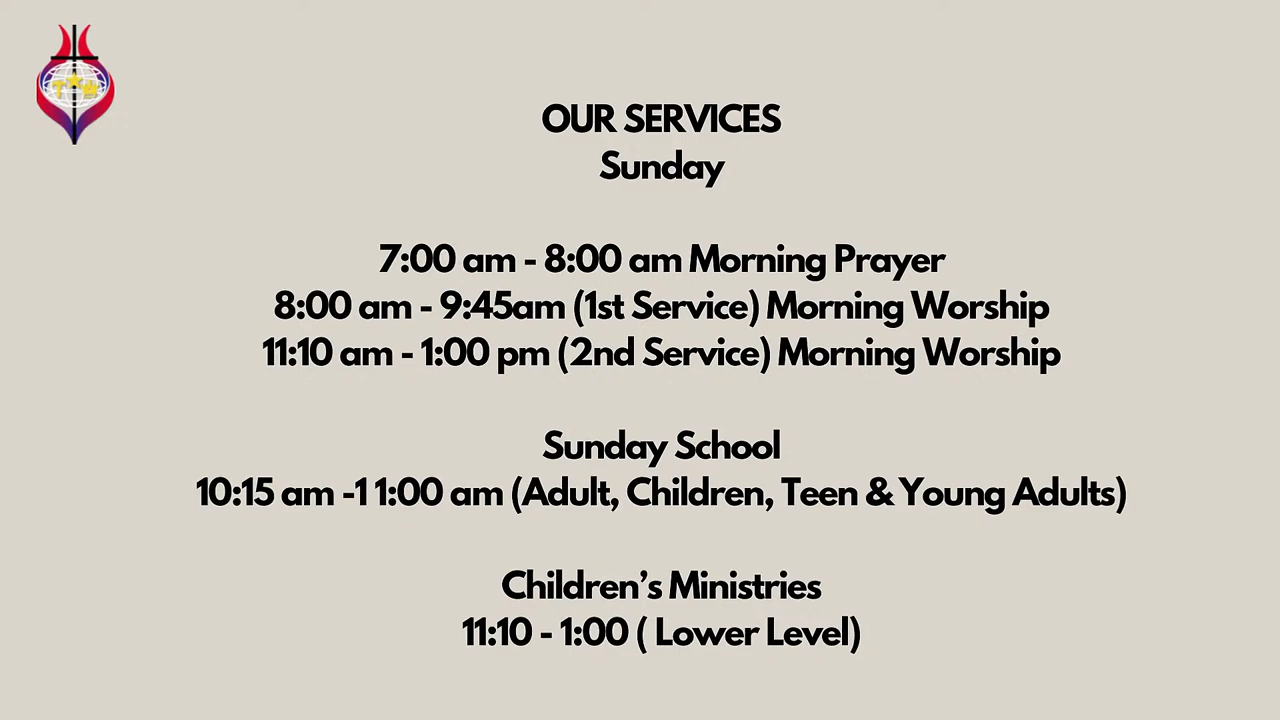 OUR SERVICES
Sunday
7:00 am - 8:00 am Morning Prayer
8:00 am - 9:45am (1st Service) Morning Worship
11:10 am - 1:00 pm (2nd Service) Morning Worship
Sunday School
10:15 am -1 1:00 am (Adult, Children, Teen & Young Adults)
Children’s Ministries
11:10 - 1:00 ( Lower Level)